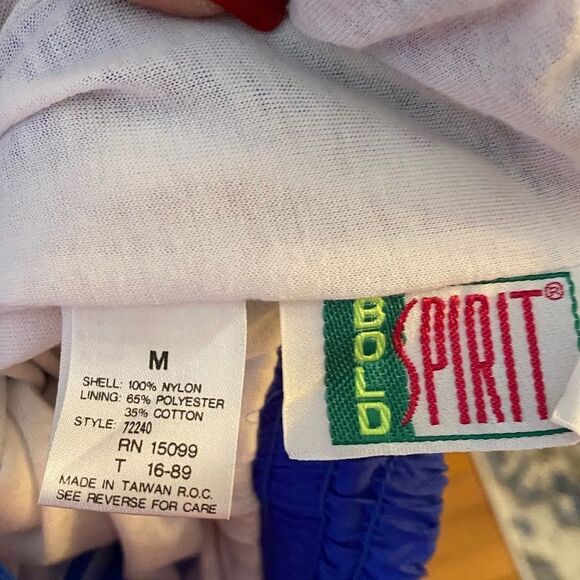 M
SHELL: 100% NYLON
LINING: 65% POLYESTER
35% COTTON
STYLE: 72240
RN 15099
T 16-89
MADE IN TAIWAN R.O.C.
SEE REVERSE FOR CARE
BOLD
SPIRIT®